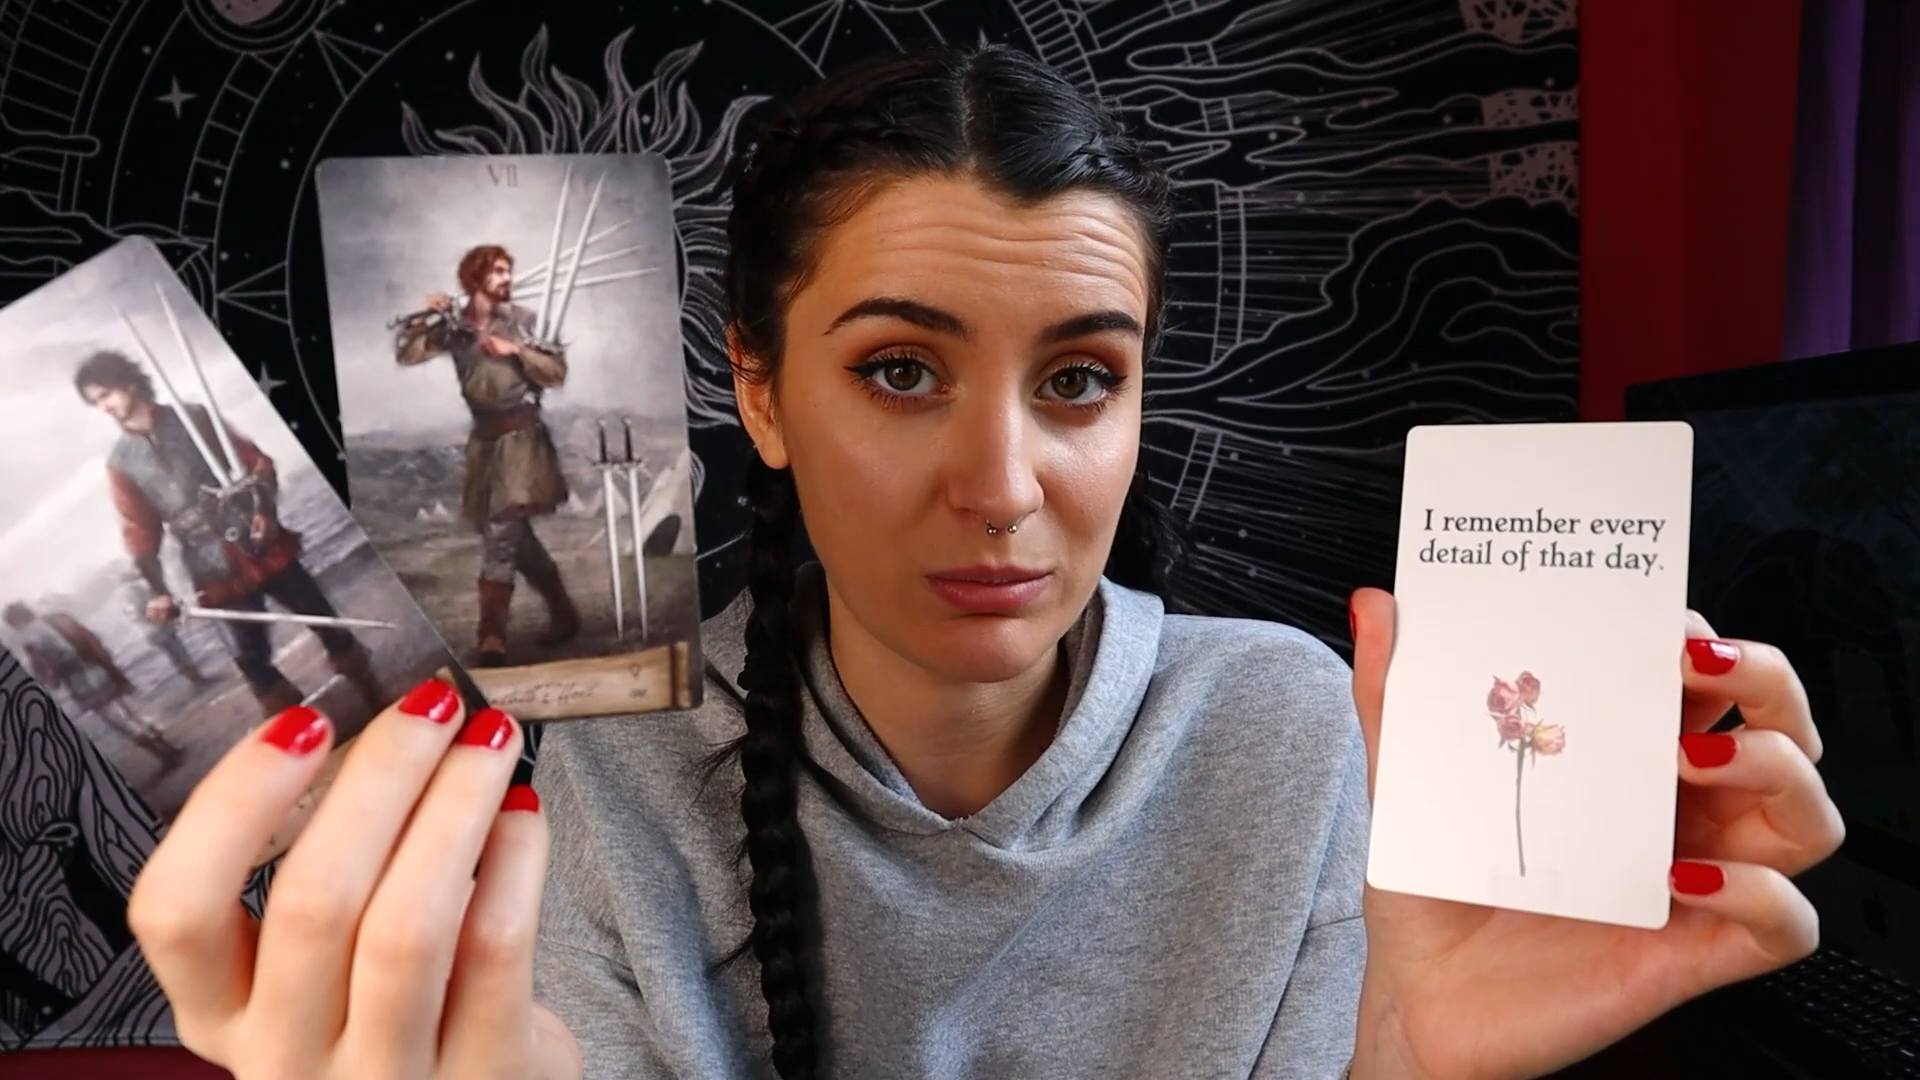 VII
I remember every
detail of that day.